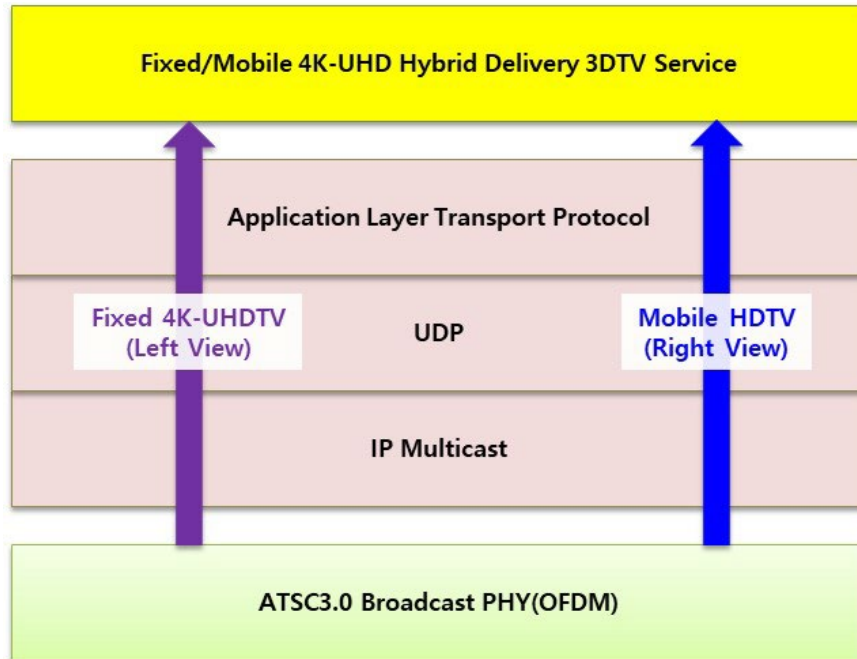 Fixed/Mobile 4K-UHD Hybrid Delivery 3DTV Service
Application Layer Transport Protocol
Fixed 4K-UHDTV
(Left View)
UDP
Mobile HDTV
(Right View)
IP Multicast
ATSC3.0 Broadcast PHY(OFDM)